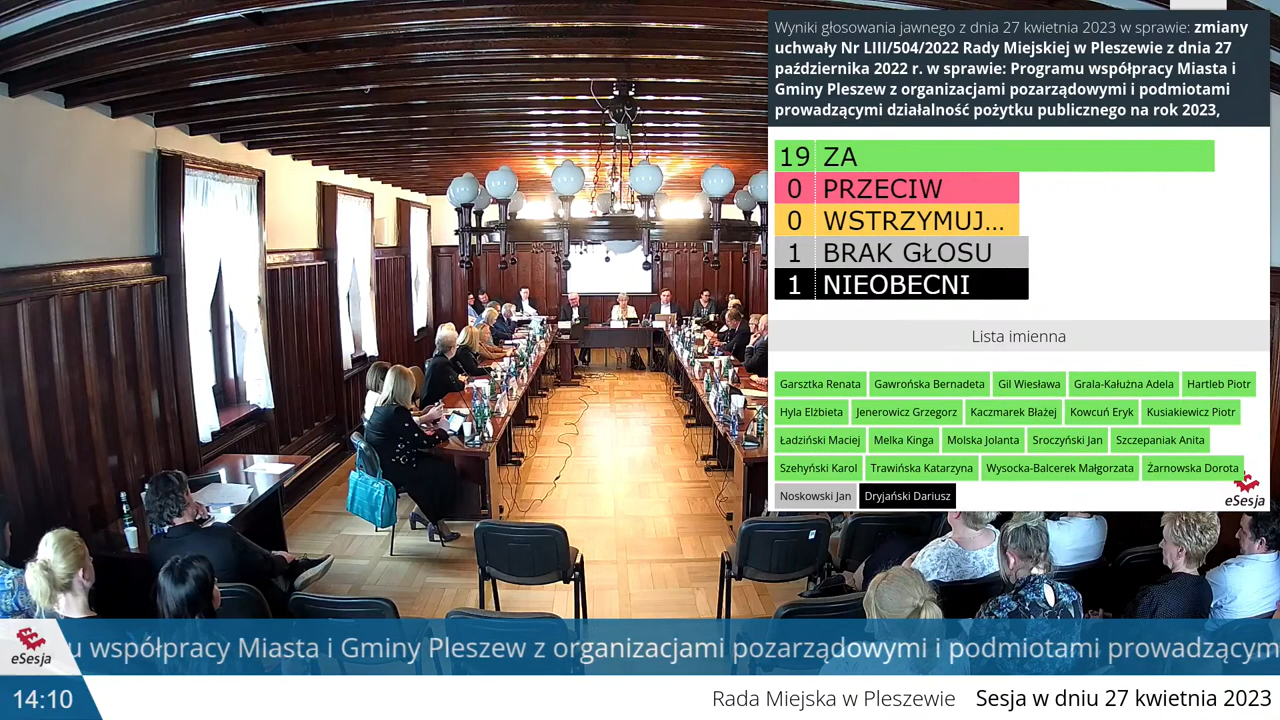 Wyniki głosowania jawnego z dnia 27 kwietnia 2023 w sprawie: zmiany
uchwały Nr LIII/504/2022 Rady Miejskiej w Pleszewie z dnia 27
października 2022 r. w sprawie: Programu współpracy Miasta i
Gminy Pleszew z organizacjami pozarządowymi i podmiotami
prowadzącymi działalność pożytku publicznego na rok 2023,
19 ZA
0 PRZECIW
0 WSTRZYMUJ...
1 BRAK GŁOSU
1 NIEOBECNI
Lista imienna
Garsztka Renata Gawrońska Bernadeta Gil Wiesława Grala-Kałużna Adela Hartleb Piotr
Hyla Elżbieta Jenerowicz Grzegorz Kaczmarek Błażej Kowcuń Eryk Kusiakiewicz Piotr
Ładziński Maciej Melka Kinga Molska Jolanta Sroczyński Jan Szczepaniak Anita
Szehyński Karol Trawińska Katarzyna Wysocka-Balcerek Małgorzata Żarnowska Dorota
Noskowski Jan Dryjański Dariusz
eSesja
u współpracy Miasta i Gminy Pleszew z organizacjami pozarządowymi i podmiotami prowadzącym
eSesja
14:10
Rada Miejska w Pleszewie Sesja w dniu 27 kwietnia 2023